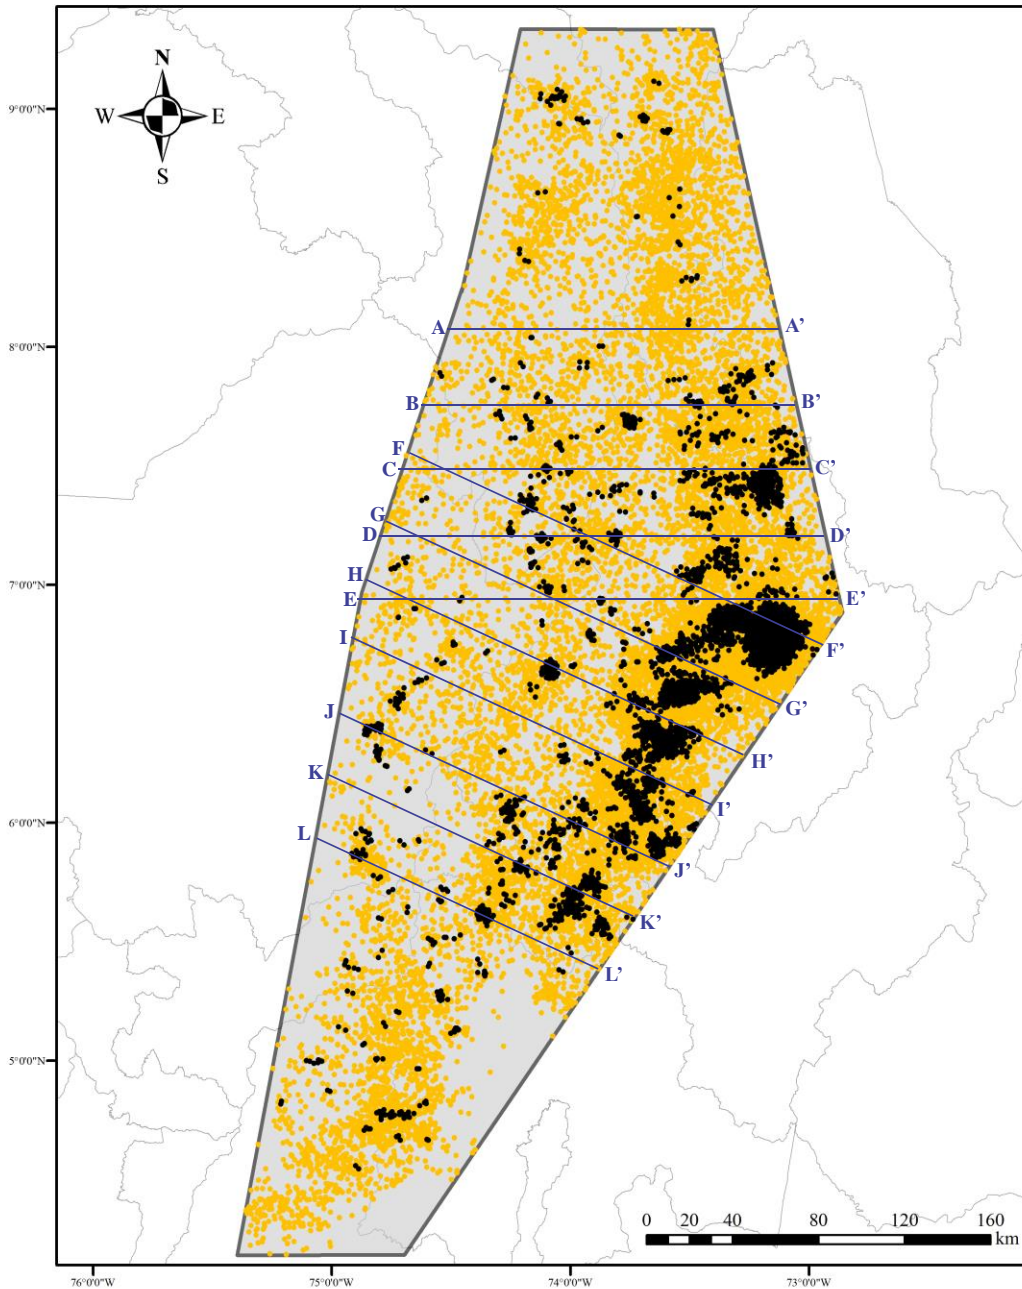 N
W E
S
9°0'0"N
8°0'0"N
7°0'0"N
6°0'0"N
5°0'0"N
A A’
B B’
F
C C’
G
D D’
H
E E’
I F’
G’
J H’
K I’
L J’
K’
L’
0 20 40 80 120 160
km
76°0'0"W 75°0'0"W 74°0'0"W 73°0'0"W